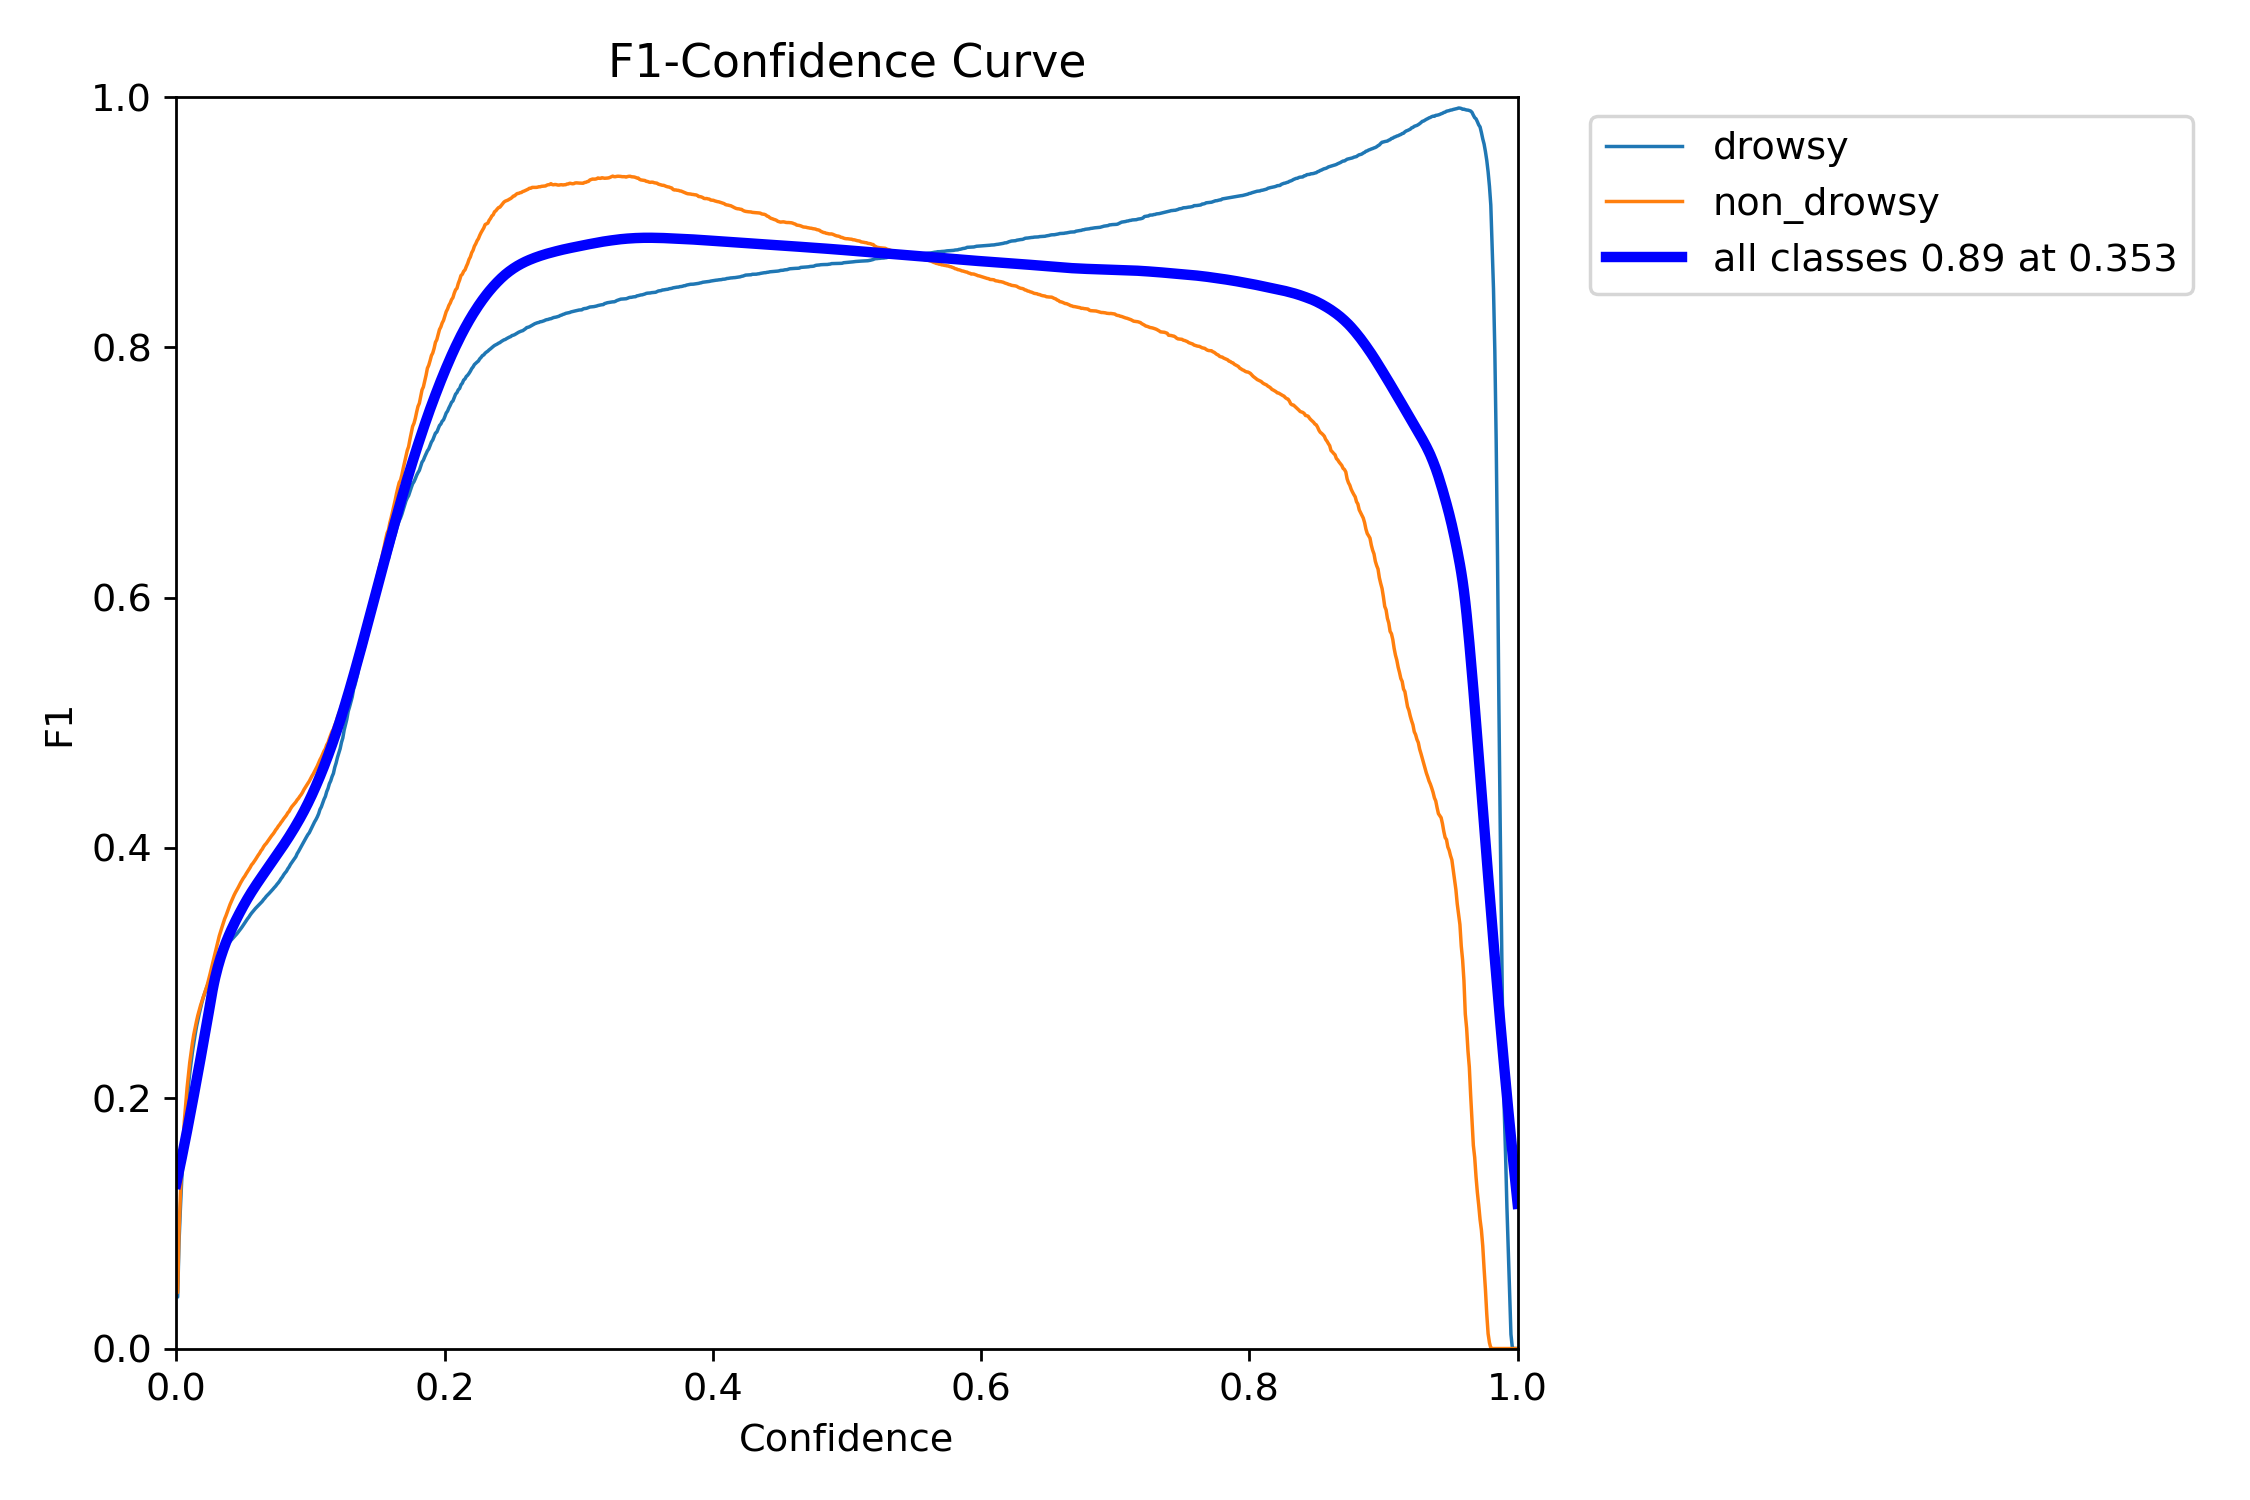 F1-Confidence Curve
1.0
0.8
0.6
0.4
0.2
0.0
F1
0.0 0.2 0.4 0.6 0.8 1.0
Confidence
drowsy
non_drowsy
all classes 0.89 at 0.353